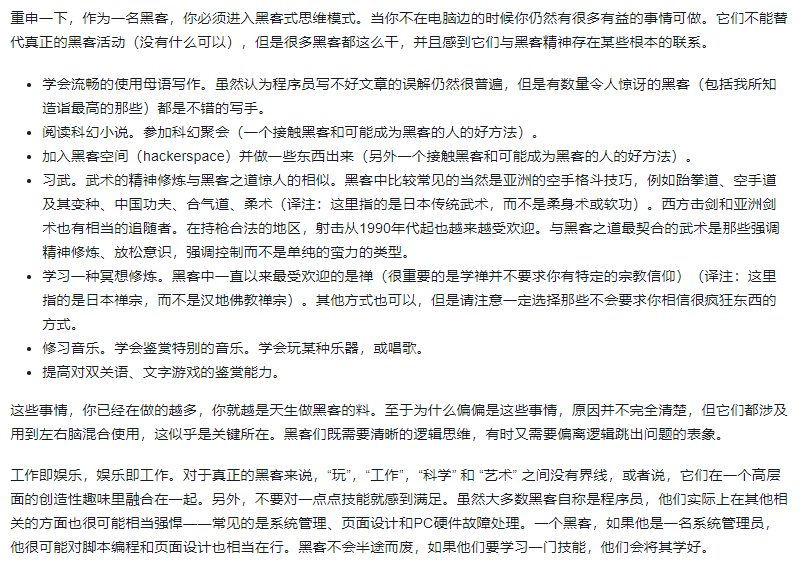 重申一下，作为一名黑客，你必须进入黑客式思维模式。当你不在电脑边的时候你仍然有很多有益的事情可做。它们不能替
代真正的黑客活动（没有什么可以），但是很多黑客都这么干，并且感到它们与黑客精神存在某些根本的联系。
• 学会流畅的使用母语写作。虽然认为程序员写不好文章的误解仍然很普遍，但是有数量令人惊讶的黑客（包括我所知
造诣最高的那些）都是不错的写手。
• 阅读科幻小说。参加科幻聚会（一个接触黑客和可能成为黑客的人的好方法）。
• 加入黑客空间（hackerspace）并做一些东西出来（另外一个接触黑客和可能成为黑客的人的好方法）。
• 习武。武术的精神修炼与黑客之道惊人的相似。黑客中比较常见的当然是亚洲的空手格斗技巧，例如跆拳道、空手道
及其变种、中国功夫、合气道、柔术（译注：这里指的是日本传统武术，而不是柔身术或软功）。西方击剑和亚洲剑
术也有相当的追随者。在持枪合法的地区，射击从1990年代起也越来越受欢迎。与黑客之道最契合的武术是那些强调
精神修炼、放松意识，强调控制而不是单纯的蛮力的类型。
• 学习一种冥想修炼。黑客中一直以来最受欢迎的是禅（很重要的是学禅并不要求你有特定的宗教信仰）（译注：这里
指的是日本禅宗，而不是汉地佛教禅宗）。其他方式也可以，但是请注意一定选择那些不会要求你相信很疯狂东西的
方式。
• 修习音乐。学会鉴赏特别的音乐。学会玩某种乐器，或唱歌。
• 提高对双关语、文字游戏的鉴赏能力。
这些事情，你已经在做的越多，你就越是天生做黑客的料。至于为什么偏偏是这些事情，原因并不完全清楚，但它们都涉及
用到左右脑混合使用，这似乎是关键所在。黑客们既需要清晰的逻辑思维，有时又需要偏离逻辑跳出问题的表象。
工作即娱乐，娱乐即工作。对于真正的黑客来说，“玩”，“工作”，“科学” 和 “艺术” 之间没有界线，或者说，它们在一个高层
面的创造性趣味里融合在一起。另外，不要对一点点技能就感到满足。虽然大多数黑客自称是程序员，他们实际上在其他相
关的方面也很可能相当强悍——常见的是系统管理、页面设计和PC硬件故障处理。一个黑客，如果他是一名系统管理员，
他很可能对脚本编程和页面设计也相当在行。黑客不会半途而废，如果他们要学习一门技能，他们会将其学好。